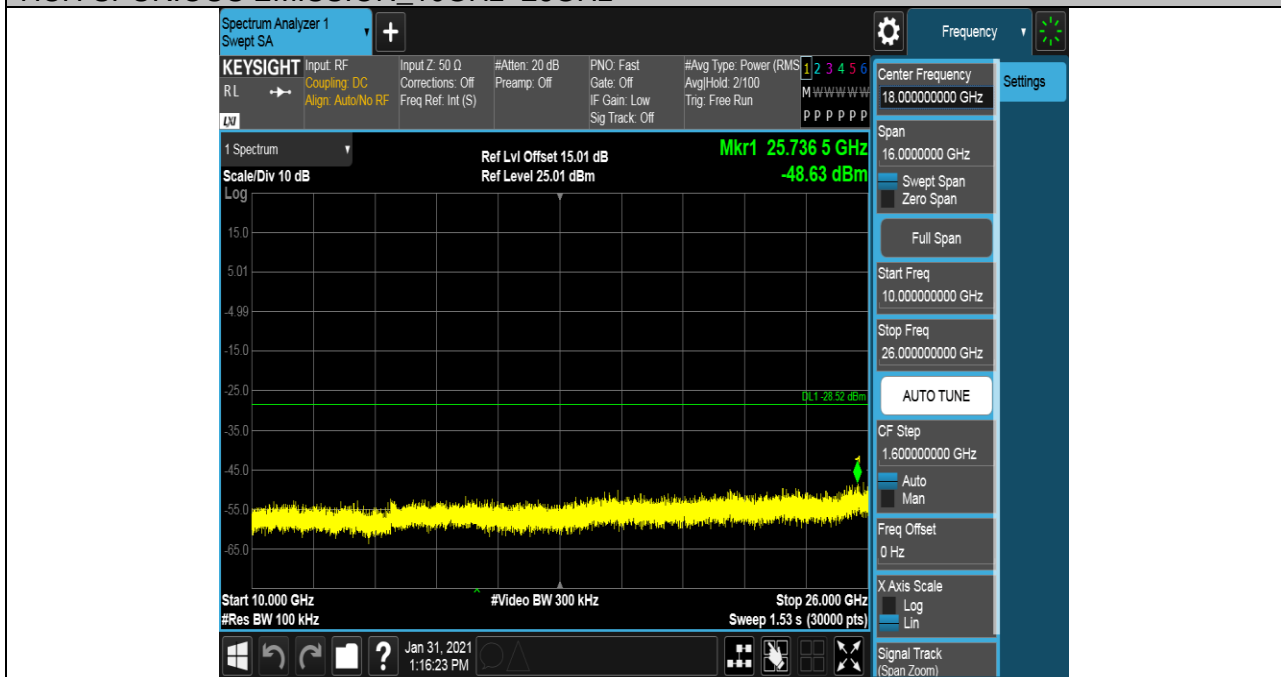 Spectrum Analyzer 1
Swept SA
+
Frequency
KEYSIGHT
RL
LXI
Input: RF
Coupling: DC
Align: Auto/No RF
Input Z: 50 Ω
Corrections: Off
Freq Ref: Int (S)
#Atten: 20 dB
Preamp: Off
PNO: Fast
Gate: Off
IF Gain: Low
Sig Track: Off
#Avg Type: Power (RMS
Avg|Hold: 2/100
Trig: Free Run
1 2 3 4 5 6
M W W W W W
P P P P P P
1 Spectrum
Scale/Div 10 dB
Log
Ref Lvl Offset 15.01 dB
Ref Level 25.01 dBm
Mkr1 25.736 5 GHz
-48.63 dBm
15.0
5.01
-4.99
-15.0
-25.0
DL1 -28.52 dBm
-35.0
-45.0
1
-55.0
-65.0
Start 10.000 GHz
#Res BW 100 kHz
#Video BW 300 kHz
Stop 26.000 GHz
Sweep 1.53 s (30000 pts)
?
Jan 31, 2021
1:16:23 PM
Center Frequency
18.000000000 GHz
Span
16.0000000 GHz
Swept Span
Zero Span
Full Span
Start Freq
10.000000000 GHz
Stop Freq
26.000000000 GHz
AUTO TUNE
CF Step
1.600000000 GHz
Auto
Man
Freq Offset
0 Hz
X Axis Scale
Log
Lin
Signal Track
(Span Zoom)
Settings